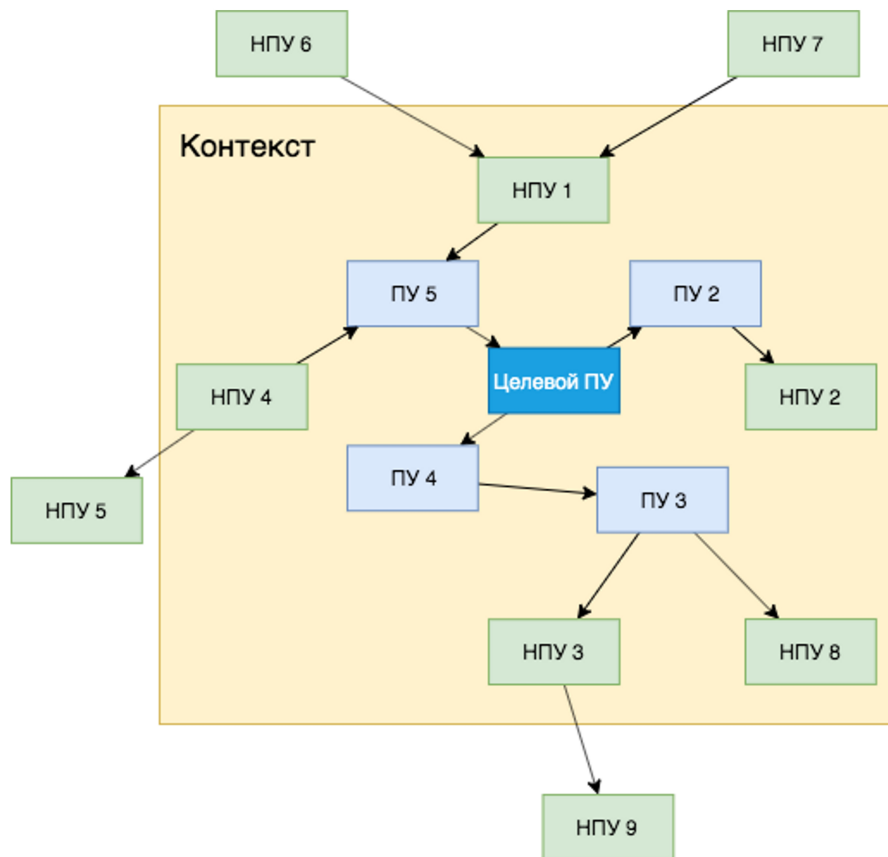 НПУ 6
НПУ 7
Контекст
НПУ 1
ПУ 5
ПУ 2
Целевой ПУ
НПУ 4
НПУ 2
ПУ 4
ПУ 3
НПУ 5
НПУ 3
НПУ 8
НПУ 9